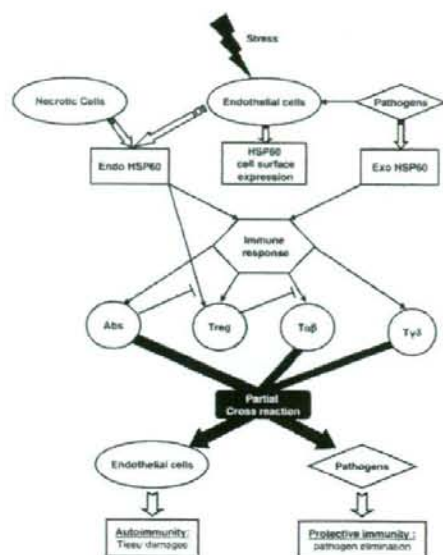 Stress
Necrotic Cells
Endothelial cells
Pathogens
Endo HSP60
HSP60
cell surface
expression
Exo HSP60
Immune
response
Abs
Treg
Tαβ
Tγδ
Partial
Cross reaction
Endothelial cells
Pathogens
Autoimmunity:
Tissu damages
Protective immunity :
pathogen elimination